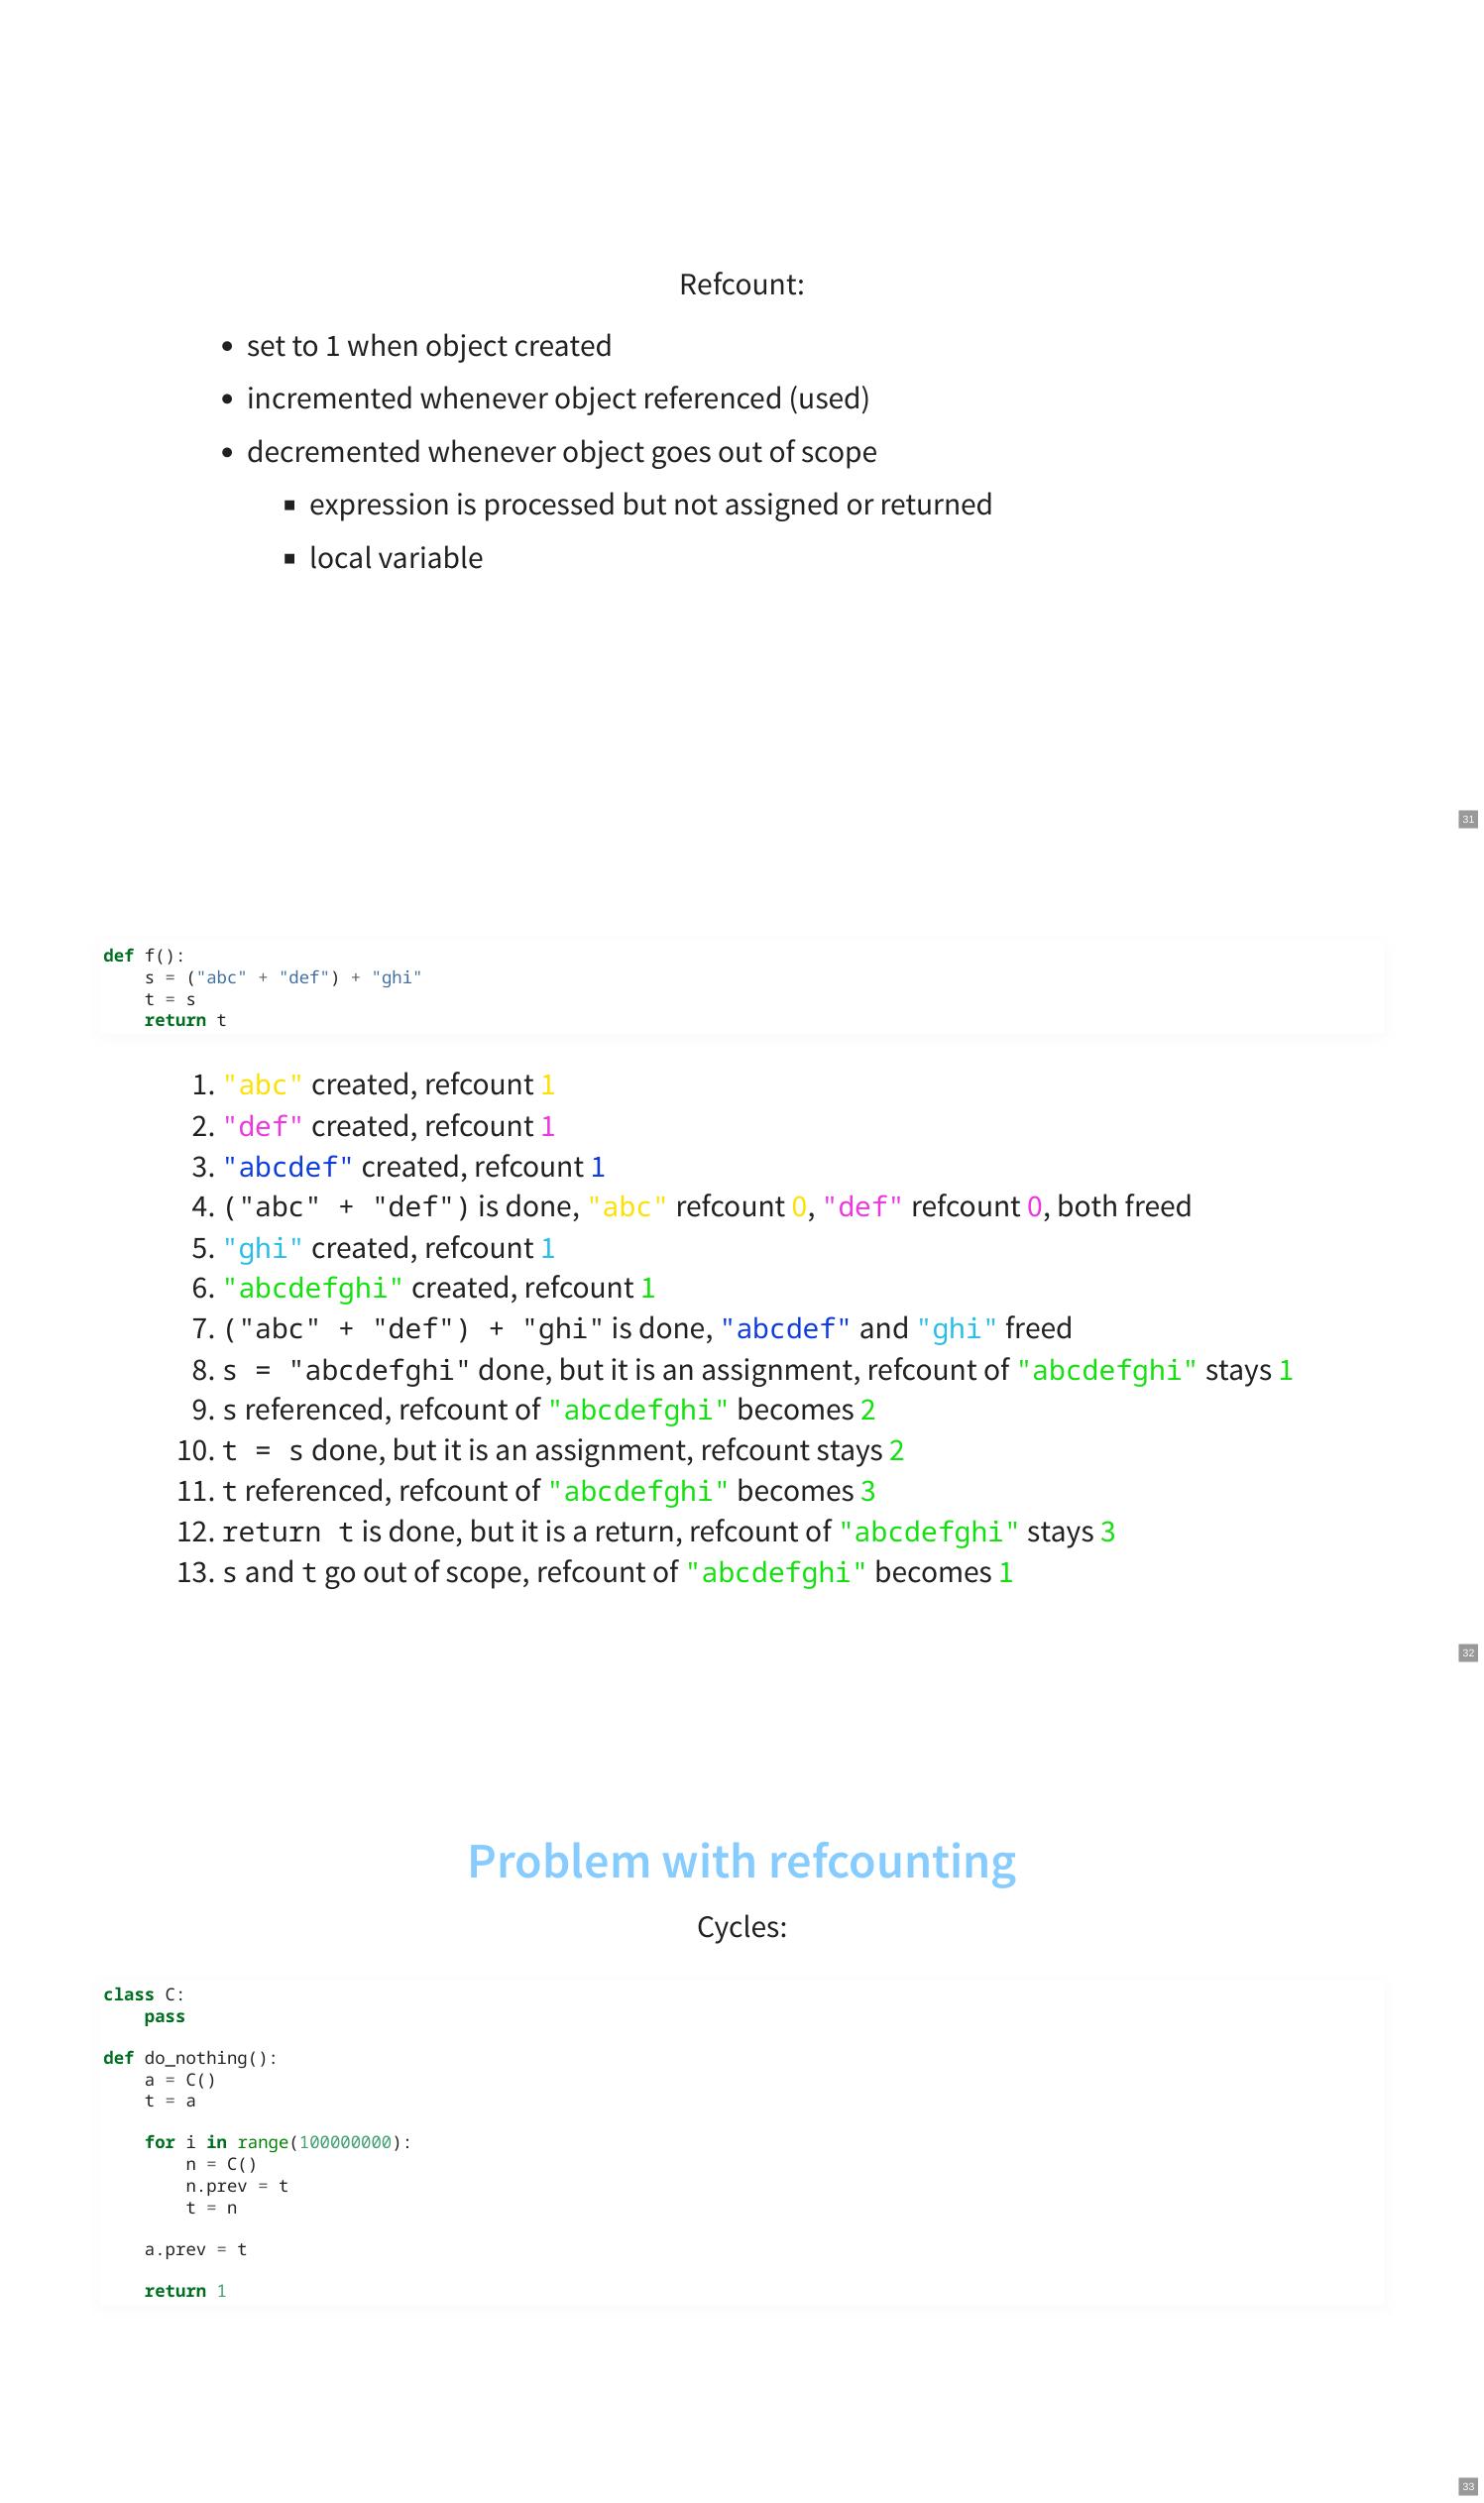 Refcount:
• set to 1 when object created
• incremented whenever object referenced (used)
• decremented whenever object goes out of scope
▪ expression is processed but not assigned or returned
▪ local variable
31
def f():
    s = ("abc" + "def") + "ghi"
    t = s
    return t
1. "abc" created, refcount 1
2. "def" created, refcount 1
3. "abcdef" created, refcount 1
4. ("abc" + "def") is done, "abc" refcount 0, "def" refcount 0, both freed
5. "ghi" created, refcount 1
6. "abcdefghi" created, refcount 1
7. ("abc" + "def") + "ghi" is done, "abcdef" and "ghi" freed
8. s = "abcdefghi" done, but it is an assignment, refcount of "abcdefghi" stays 1
9. s referenced, refcount of "abcdefghi" becomes 2
10. t = s done, but it is an assignment, refcount stays 2
11. t referenced, refcount of "abcdefghi" becomes 3
12. return t is done, but it is a return, refcount of "abcdefghi" stays 3
13. s and t go out of scope, refcount of "abcdefghi" becomes 1
32
Problem with refcounting
Cycles:
class C:
    pass
def do_nothing():
    a = C()
    t = a
    for i in range(100000000):
        n = C()
        n.prev = t
        t = n
    a.prev = t
    return 1
33